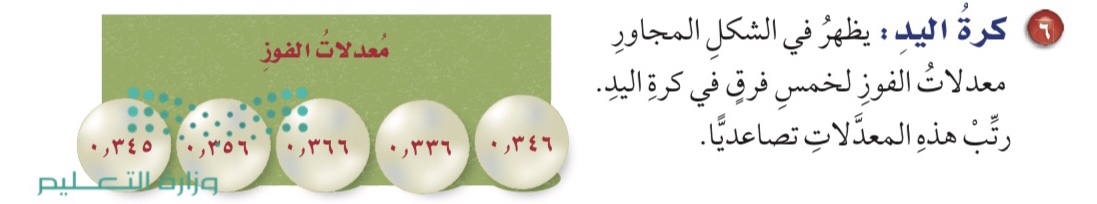 ٦ كرةُ اليدِ : يظهرُ في الشكلِ المجاورِ
معدلاتُ الفوزِ لخمسِ فرقٍ في كرةِ اليدِ.
رتِّبْ هذهِ المعدَّلاتِ تصاعديًّا.
مُعدلاتُ الفوزِ
٠٫٣٤٦ ٠٫٣٣٦ ٠٫٣٦٦ ٠٫٣٥٦ ٠٫٣٤٥
وزارة التعـــليم